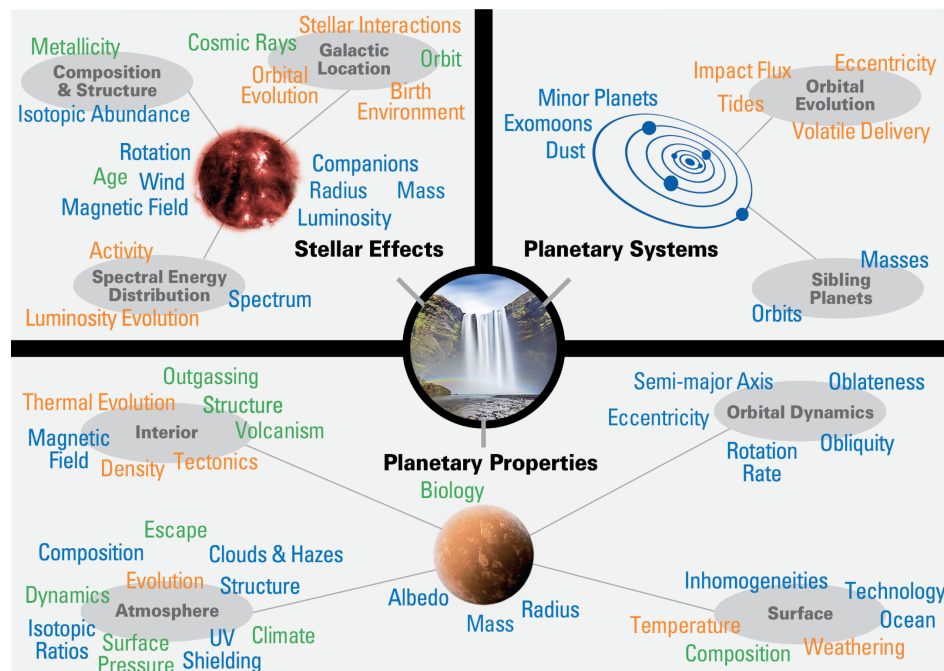 Stellar Interactions
Metallicity
Cosmic Rays
Galactic
Location
Orbit
Composition
& Structure
Orbital
Evolution
Birth
Environment
Isotopic Abundance
Rotation
Age
Wind
Magnetic Field
Companions
Radius
Mass
Luminosity
Stellar Effects
Activity
Spectral Energy
Distribution
Spectrum
Luminosity Evolution
Eccentricity
Impact Flux
Orbital
Evolution
Tides
Volatile Delivery
Minor Planets
Exomoons
Dust
Planetary Systems
Masses
Sibling
Planets
Orbits
Outgassing
Thermal Evolution
Structure
Interior
Volcanism
Magnetic
Field
Density
Tectonics
Planetary Properties
Biology
Semi-major Axis
Oblateness
Eccentricity
Orbital Dynamics
Rotation
Rate
Obliquity
Escape
Composition
Clouds & Hazes
Evolution
Structure
Dynamics
Atmosphere
Isotopic
Ratios
Surface
Pressure
UV
Shielding
Climate
Albedo
Mass
Radius
Inhomogeneities
Technology
Surface
Ocean
Temperature
Composition
Weathering